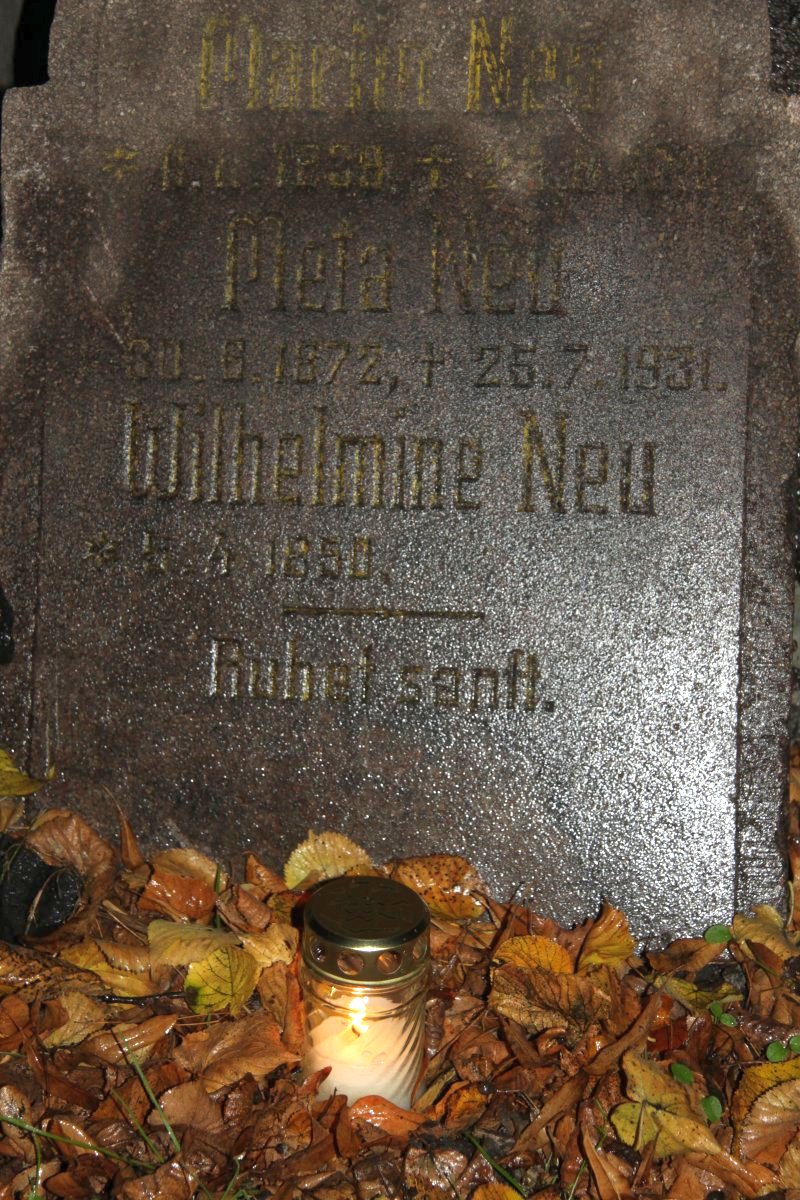 Martin Neu
Meta Neu
30. 6. 1872, + 25. 7. 1931.
Wilhelmine Neu
* 5. 4. 1850.
Ruhet sanft.